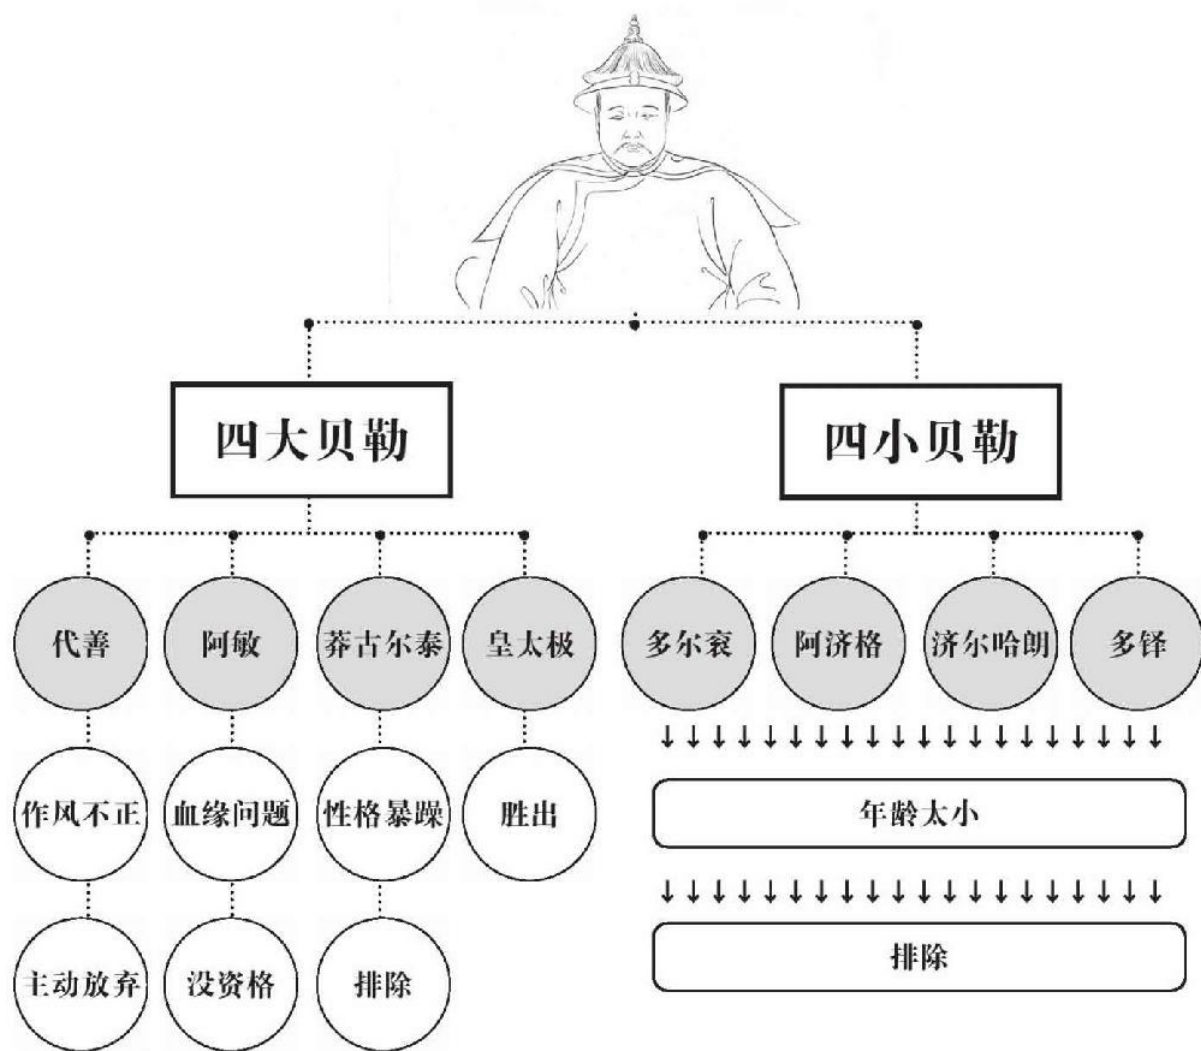 四大贝勒
四小贝勒
代善
阿敏
莽古尔泰
皇太极
多尔衮
阿济格
济尔哈朗
多铎
作风不正
血缘问题
性格暴躁
胜出
年龄太小
主动放弃
没资格
排除
排除